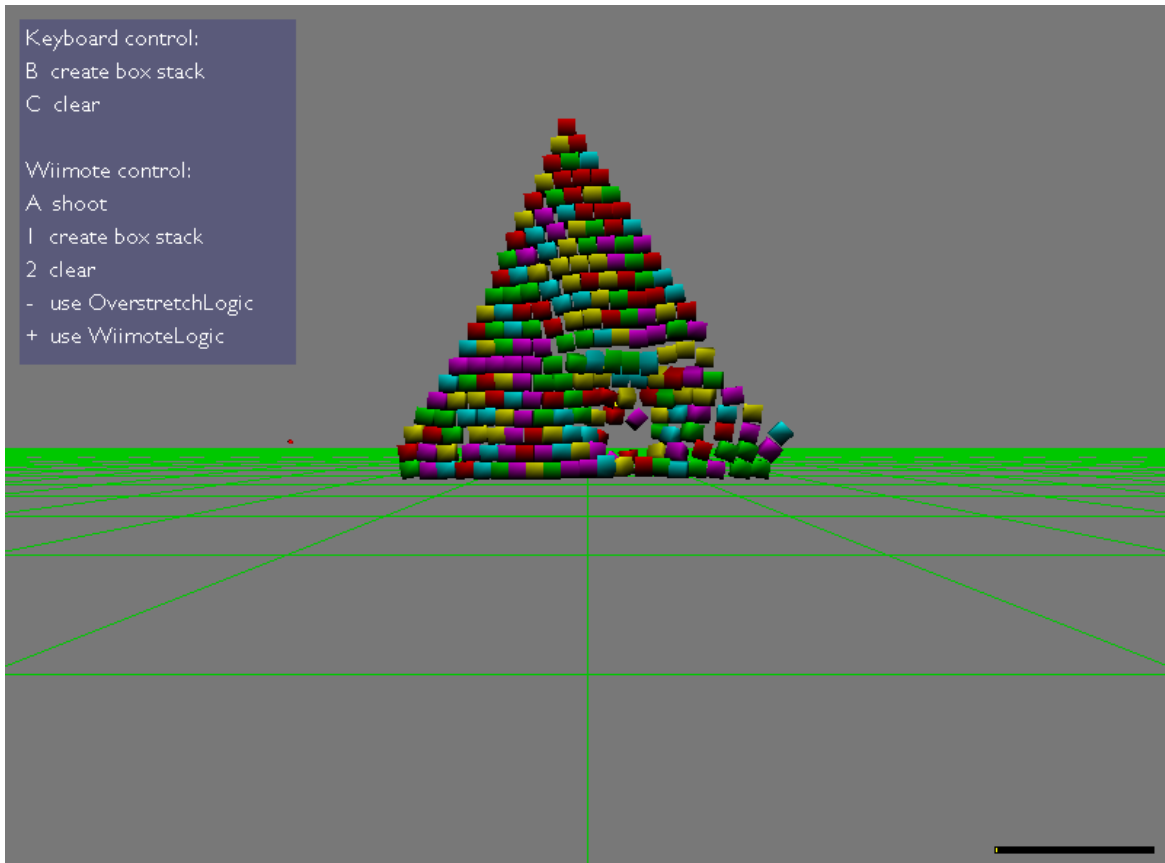 Keyboard control:
B create box stack
C clear
Wiimote control:
A shoot
1 create box stack
2 clear
- use OverstretchLogic
+ use WiimoteLogic